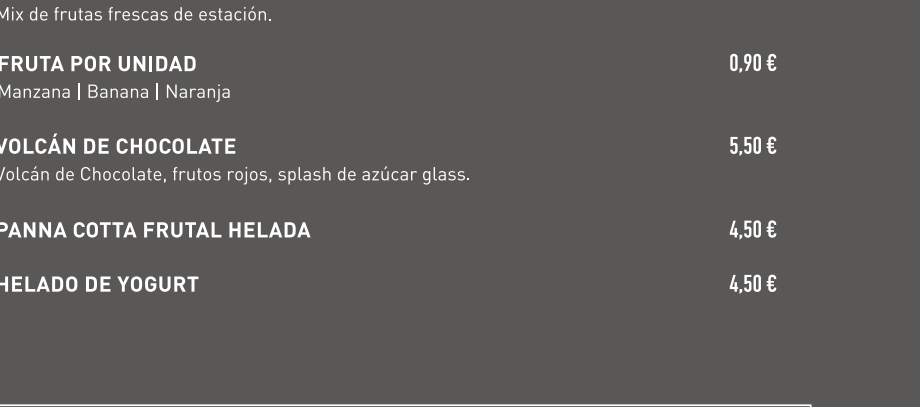 Mix de frutas frescas de estación.
FRUTA POR UNIDAD 0,90 €
Manzana | Banana | Naranja
VOLCÁN DE CHOCOLATE 5,50 €
Volcán de Chocolate, frutos rojos, splash de azúcar glass.
PANNA COTTA FRUTAL HELADA 4,50 €
HELADO DE YOGURT 4,50 €